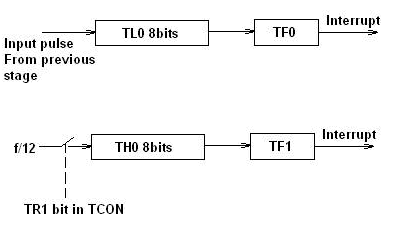 Interrupt
TL0 8bits
TF0
Input pulse
From previous
stage
Interrupt
f/12
TH0 8bits
TF1
TR1 bit in TCON